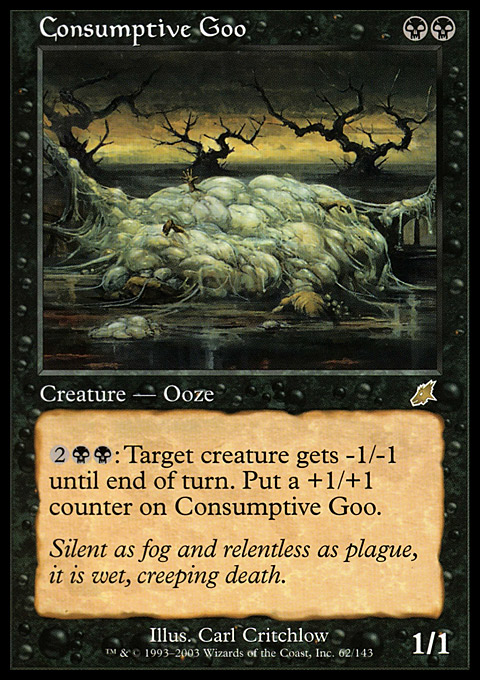 Consumptive Goo
Creature — Ooze
2: Target creature gets -1/-1
until end of turn. Put a +1/+1
counter on Consumptive Goo.
Silent as fog and relentless as plague,
it is wet, creeping death.
Illus. Carl Critchlow
™ & © 1993–2003 Wizards of the Coast, Inc. 62/143
1/1